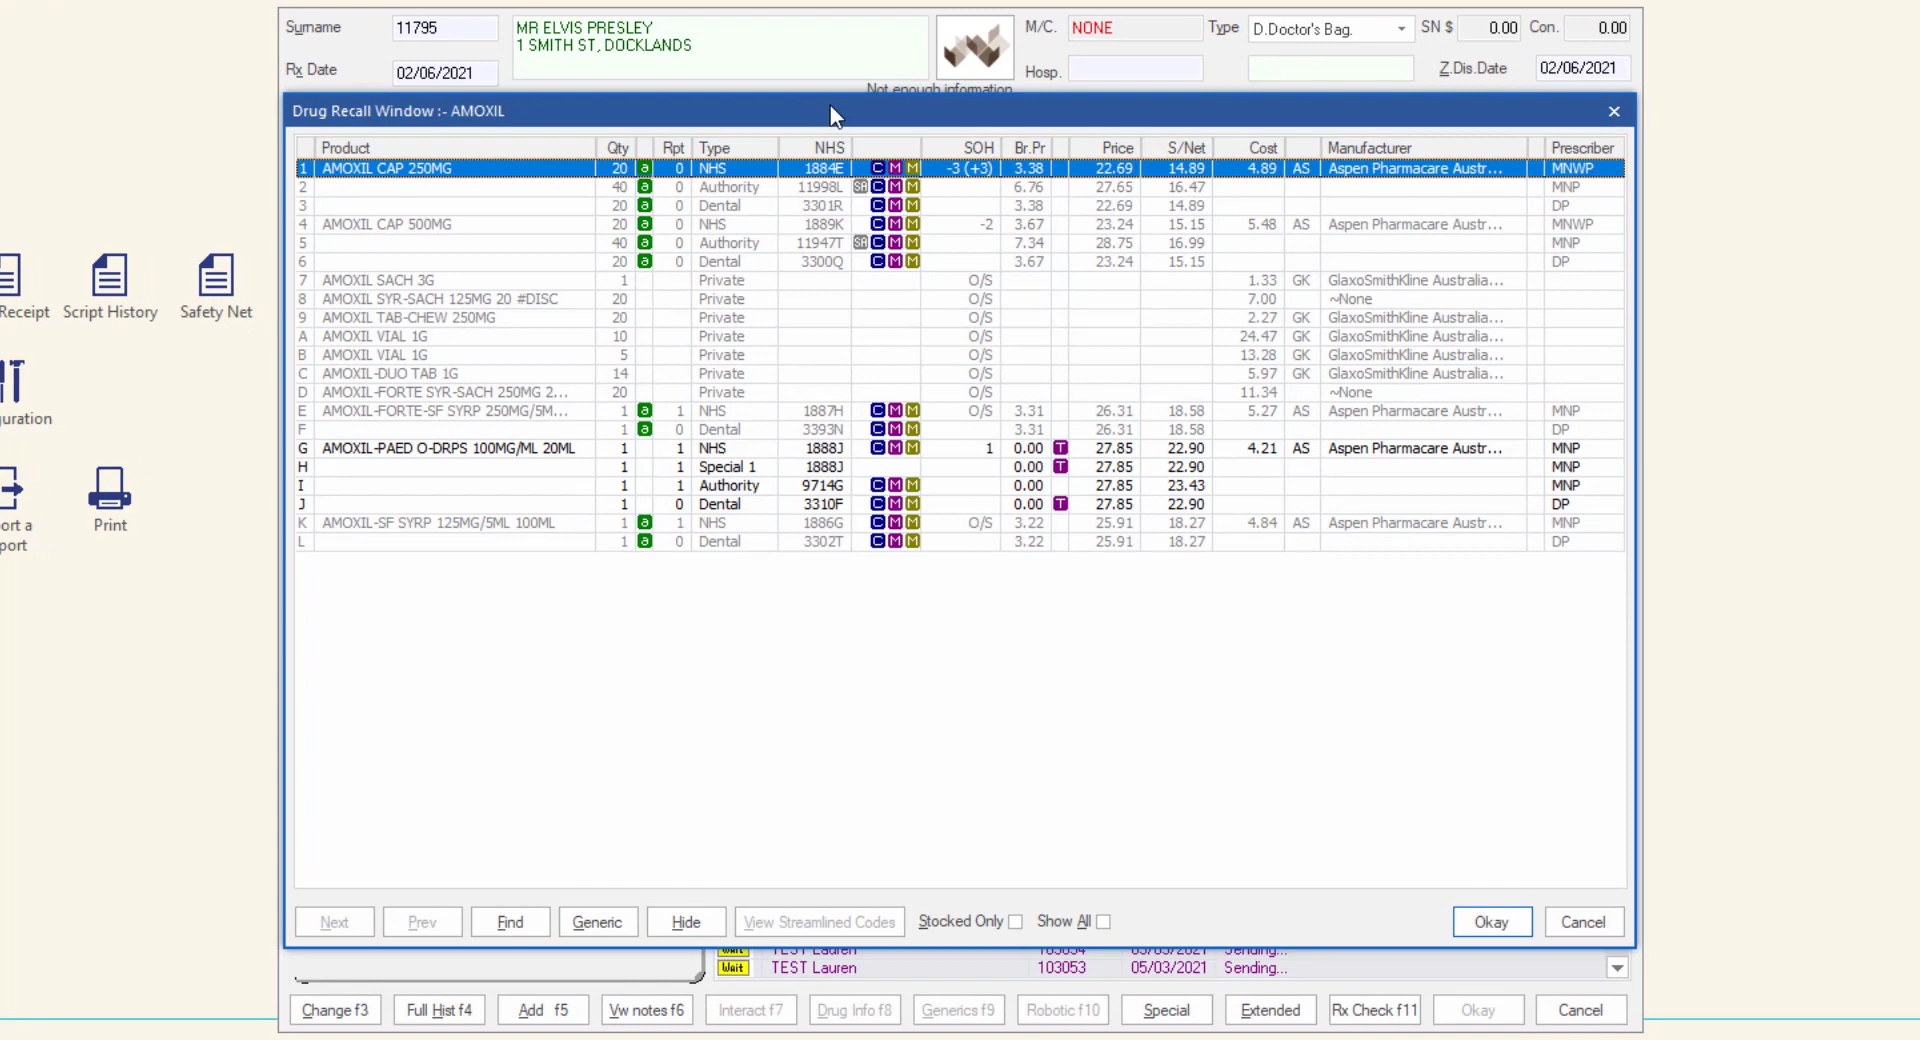 Surname 11795 MR ELVIS PRESLEY M/C. NONE Type D.Doctor's Bag. SN $ 0.00 Con. 0.00
1 SMITH ST, DOCKLANDS
Rx Date 02/06/2021 Hosp. Z.Dis.Date 02/06/2021
Not enough information
Drug Recall Window :- AMOXIL
Product Qty Rpt Type NHS SOH Br.Pr Price S/Net Cost Manufacturer Prescriber
1 AMOXIL CAP 250MG 20 a 0 NHS 1884E C M M -3 (+3) 3.38 22.69 14.89 4.89 AS Aspen Pharmacare Austr... MNWP
2 40 a 0 Authority 11998L SA C M M 6.76 27.65 16.47 MNP
3 20 a 0 Dental 3301R C M M 3.38 22.69 14.89 DP
4 AMOXIL CAP 500MG 20 a 0 NHS 1889K C M M -2 3.67 23.24 15.15 5.48 AS Aspen Pharmacare Austr... MNWP
5 40 a 0 Authority 11947T SA C M M 7.34 28.75 16.99 MNP
6 20 a 0 Dental 3300Q C M M 3.67 23.24 15.15 DP
7 AMOXIL SACH 3G 1 Private O/S 1.33 GK GlaxoSmithKline Australia...
8 AMOXIL SYR-SACH 125MG 20 #DISC 20 Private O/S 7.00 ~None
9 AMOXIL TAB-CHEW 250MG 20 Private O/S 2.27 GK GlaxoSmithKline Australia...
A AMOXIL VIAL 1G 10 Private O/S 24.47 GK GlaxoSmithKline Australia...
B AMOXIL VIAL 1G 5 Private O/S 13.28 GK GlaxoSmithKline Australia...
C AMOXIL-DUO TAB 1G 14 Private O/S 5.97 GK GlaxoSmithKline Australia...
D AMOXIL-FORTE SYR-SACH 250MG 2... 20 Private O/S 11.34 ~None
E AMOXIL-FORTE-SF SYRP 250MG/5M... 1 a 1 NHS 1887H C M M O/S 3.31 26.31 18.58 5.27 AS Aspen Pharmacare Austr... MNP
F 1 a 0 Dental 3393N C M M 3.31 26.31 18.58 DP
G AMOXIL-PAED O-DRPS 100MG/ML 20ML 1 1 NHS 1888J C M M 1 0.00 T 27.85 22.90 4.21 AS Aspen Pharmacare Austr... MNP
H 1 1 Special 1 1888J 0.00 T 27.85 22.90 MNP
I 1 1 Authority 9714G C M M 0.00 27.85 23.43 MNP
J 1 0 Dental 3310F C M M 0.00 T 27.85 22.90 DP
K AMOXIL-SF SYRP 125MG/5ML 100ML 1 a 1 NHS 1886G C M M O/S 3.22 25.91 18.27 4.84 AS Aspen Pharmacare Austr... MNP
L 1 a 0 Dental 3302T C M M 3.22 25.91 18.27 DP
Receipt Script History Safety Net
uration
ort a Print
port
Next Prev Find Generic Hide View Streamlined Codes Stocked Only Show All Okay Cancel
Wait TEST Lauren 103054 05/03/2021 Sending...
Wait TEST Lauren 103053 05/03/2021 Sending...
Change f3 Full Hist f4 Add f5 Vw notes f6 Interact f7 Drug Info f8 Generics f9 Robotic f10 Special Extended Rx Check f11 Okay Cancel